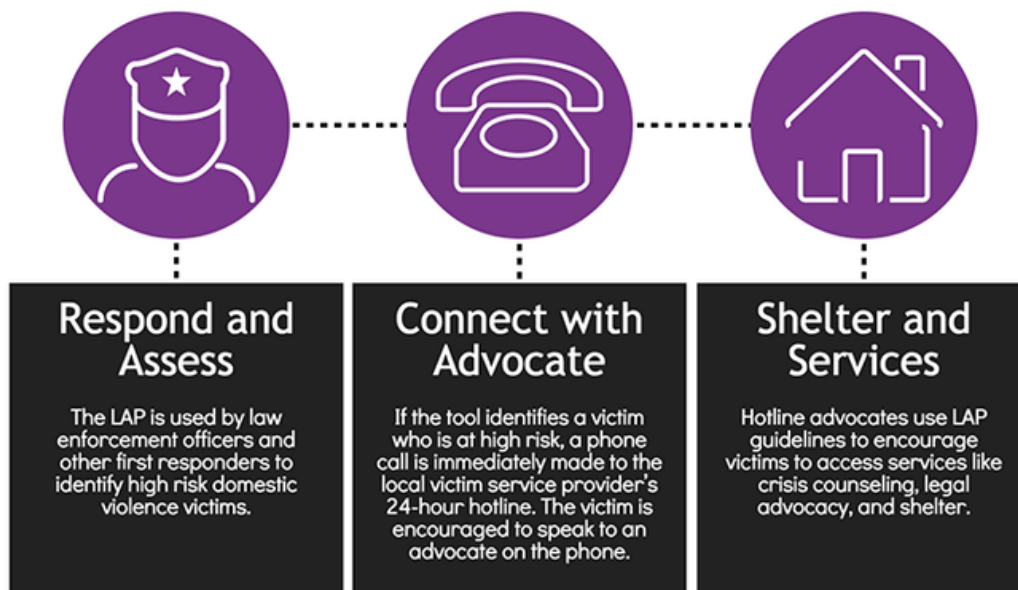 Respond and
Assess
The LAP is used by law
enforcement officers and
other first responders to
identify high risk domestic
violence victims.
Connect with
Advocate
If the tool identifies a victim
who is at high risk, a phone
call is immediately made to the
local victim service provider's
24-hour hotline. The victim is
encouraged to speak to an
advocate on the phone.
Shelter and
Services
Hotline advocates use LAP
guidelines to encourage
victims to access services like
crisis counseling, legal
advocacy, and shelter.